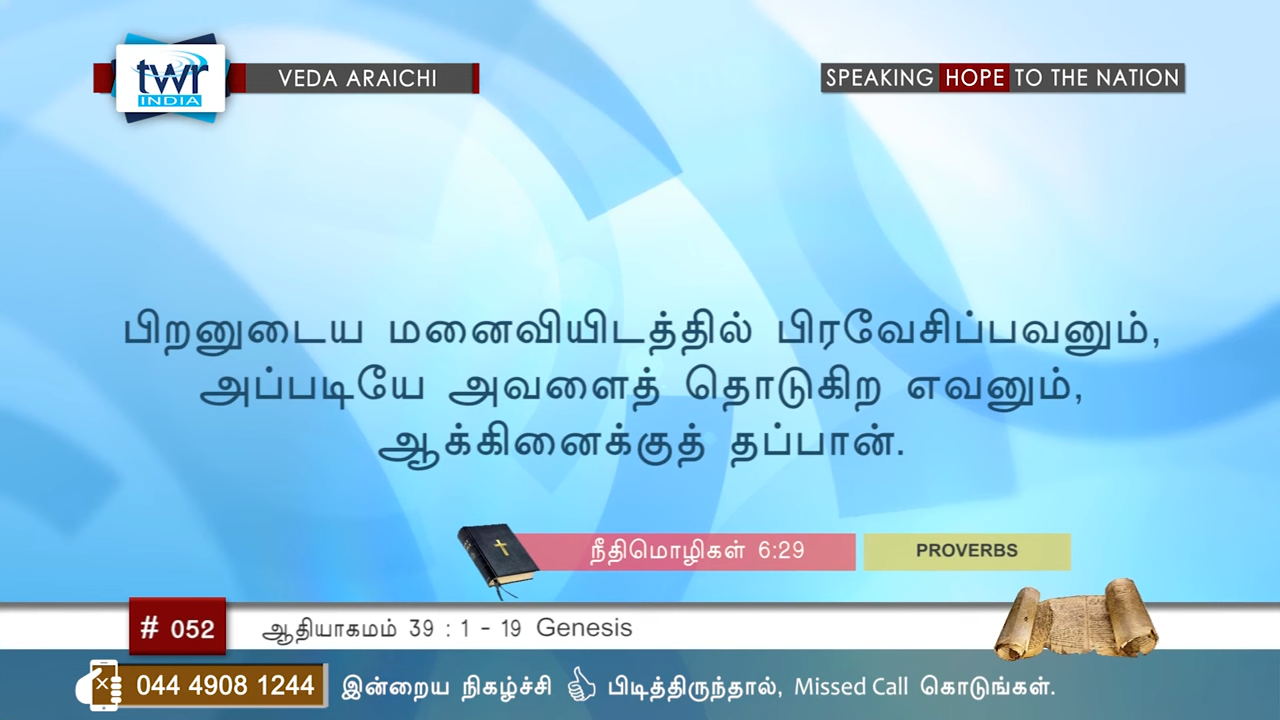 twr
INDIA
VEDA ARAICHI
SPEAKING HOPE TO THE NATION
பிறனுடைய மனைவியிடத்தில் பிரவேசிப்பவனும்,
அப்படியே அவளைத் தொடுகிற எவனும்,
ஆக்கினைக்குத் தப்பான்.
நீதிமொழிகள் 6:29
PROVERBS
# 052
ஆதியாகமம் 39 : 1 - 19 Genesis
044 4908 1244
இன்றைய நிகழ்ச்சி பிடித்திருந்தால், Missed Call கொடுங்கள்.